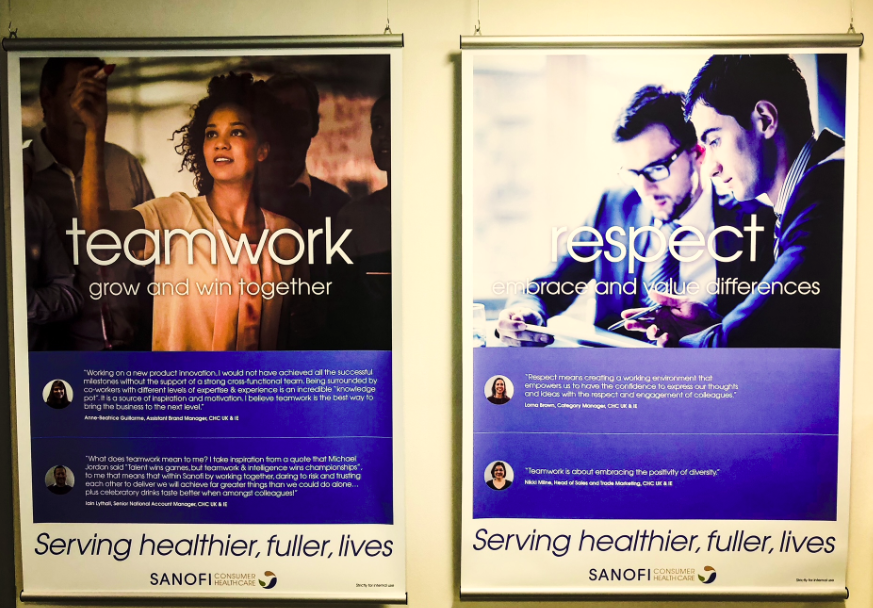 teamwork
grow and win together
"Working on a new product innovation, I would not have achieved all the successful
milestones without the support of a strong cross-functional team. Being surrounded by
co-workers with different levels of expertise & experience is an incredible "knowledge
pot". It is a source of inspiration and motivation. I believe teamwork is the best way to
bring the business to the next level."
Anne-Beatrice Guillorme, Assistant Brand Manager, CHC UK & IE
"What does teamwork mean to me? I take inspiration from a quote that Michael
Jordan said "Talent wins games, but teamwork & intelligence wins championships",
to me that means that within Sanofi by working together, daring to risk and trusting
each other to deliver we will achieve far greater things than we could do alone...
plus celebratory drinks taste better when amongst colleagues!"
Iain Lythall, Senior National Account Manager, CHC UK & IE
Serving healthier, fuller, lives
SANOFI CONSUMER
HEALTHCARE
Strictly for internal use
respect
embrace and value differences
"Respect means creating a working environment that
empowers us to have the confidence to express our thoughts
and ideas with the respect and engagement of colleagues."
Lorna Brown, Category Manager, CHC UK & IE
"Teamwork is about embracing the positivity of diversity."
Nikki Milne, Head of Sales and Trade Marketing, CHC UK & IE
Serving healthier, fuller, lives
SANOFI CONSUMER
HEALTHCARE
Strictly for internal use